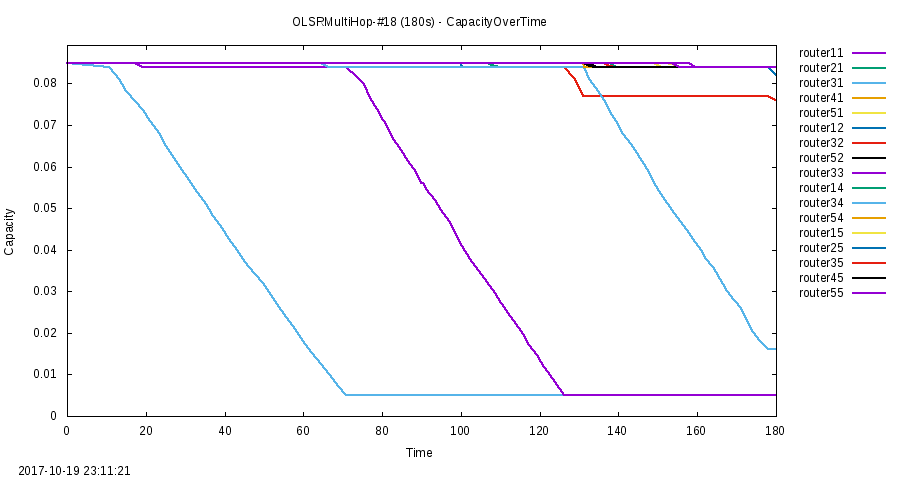 OLSRMultiHop-#18 (180s) - CapacityOverTime
router11
router21
router31
router41
router51
router12
router32
router52
router33
router14
router34
router54
router15
router25
router35
router45
router55
0.08
0.07
0.06
0.05
0.04
0.03
0.02
0.01
0
Capacity
0 20 40 60 80 100 120 140 160 180
Time
2017-10-19 23:11:21